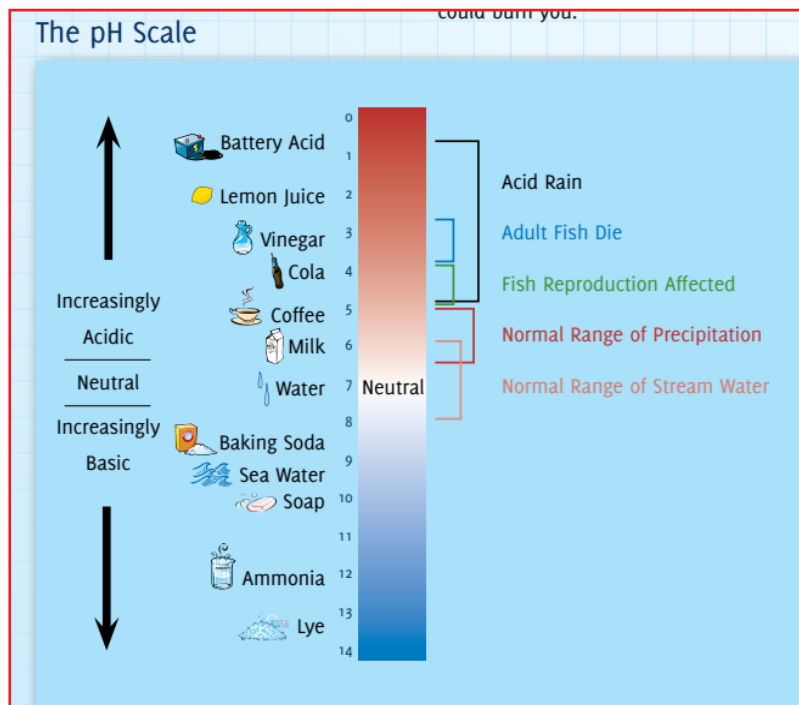 could burn you.
The pH Scale
0
Battery Acid
1
Acid Rain
2
Lemon Juice
3
Vinegar
Adult Fish Die
Cola
4
Fish Reproduction Affected
Increasingly
Acidic
5
Coffee
Normal Range of Precipitation
Milk
6
Neutral
Water
7
Neutral
Normal Range of Stream Water
8
Increasingly
Basic
Baking Soda
9
Sea Water
Soap
10
11
Ammonia
12
13
Lye
14